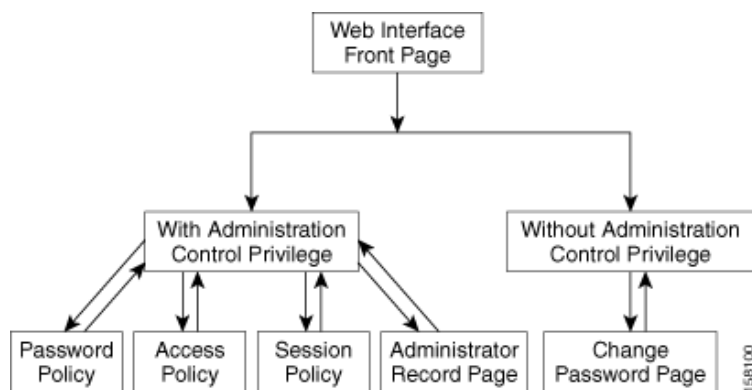 Web Interface
Front Page
With Administration
Control Privilege
Without Administration
Control Privilege
Password
Policy
Access
Policy
Session
Policy
Administrator
Record Page
Change
Password Page